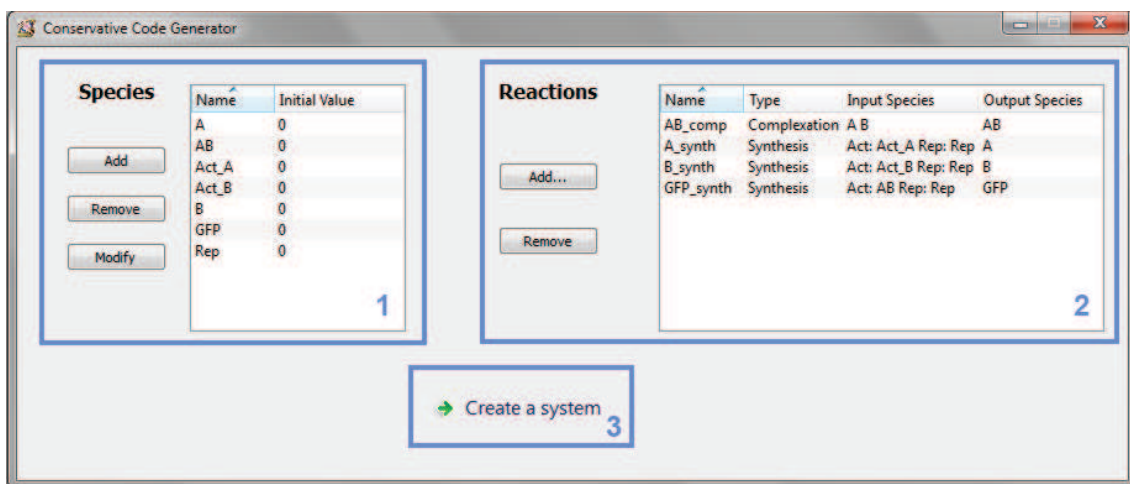 Conservative Code Generator
Species
Name Initial Value
A 0
AB 0
Act_A 0
Act_B 0
B 0
GFP 0
Rep 0
Add
Remove
Modify
1
Reactions
Name Type Input Species Output Species
AB_comp Complexation A B AB
A_synth Synthesis Act: Act_A Rep: Rep A
B_synth Synthesis Act: Act_B Rep: Rep B
GFP_synth Synthesis Act: AB Rep: Rep GFP
Add...
Remove
2
Create a system
3